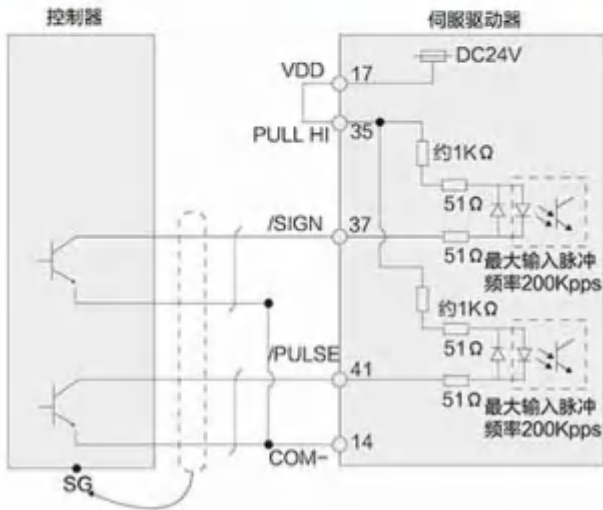 控制器
伺服驱动器
VDD
17
DC24V
PULL HI
35
约1KΩ
51Ω
/SIGN
37
51Ω
最大输入脉冲
频率200Kpps
约1KΩ
51Ω
/PULSE
41
51Ω
最大输入脉冲
频率200Kpps
COM-
14
SG